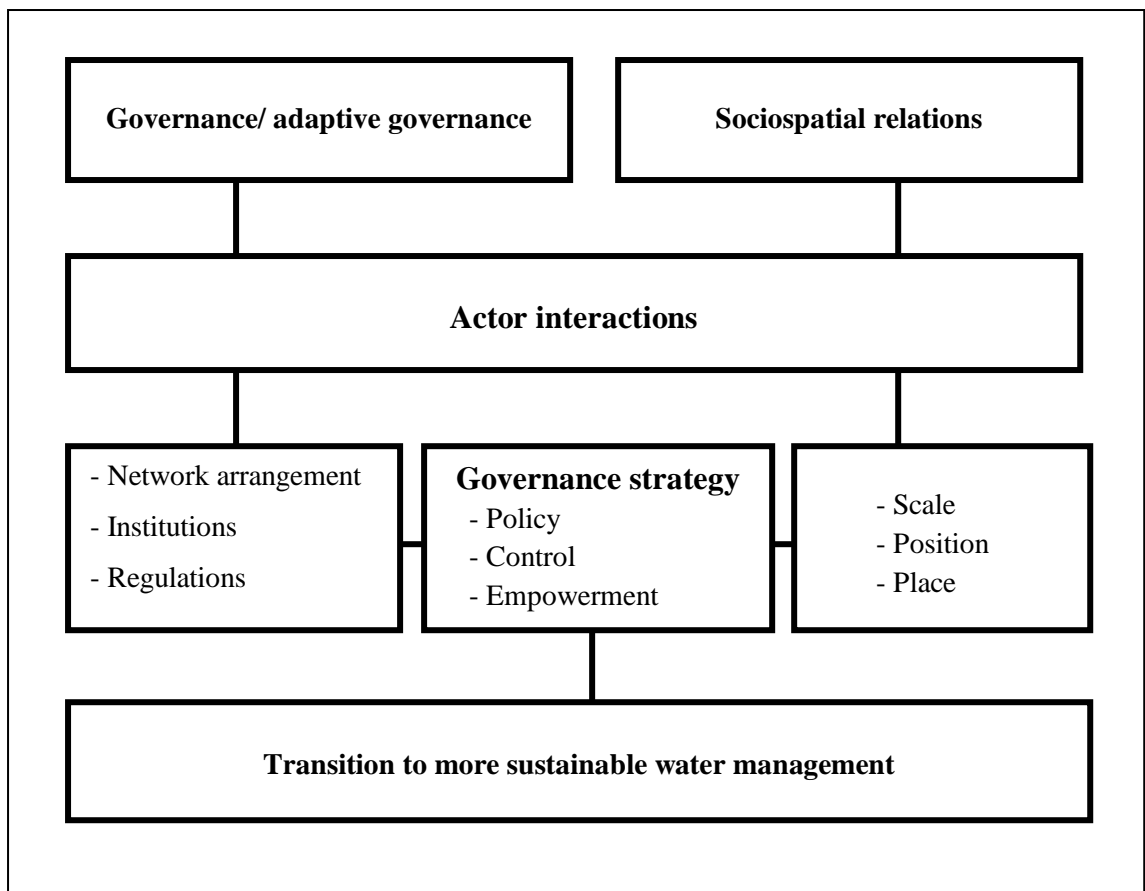 Governance/ adaptive governance
Sociospatial relations
Actor interactions
- Network arrangement
- Institutions
- Regulations
Governance strategy
- Policy
- Control
- Empowerment
- Scale
- Position
- Place
Transition to more sustainable water management